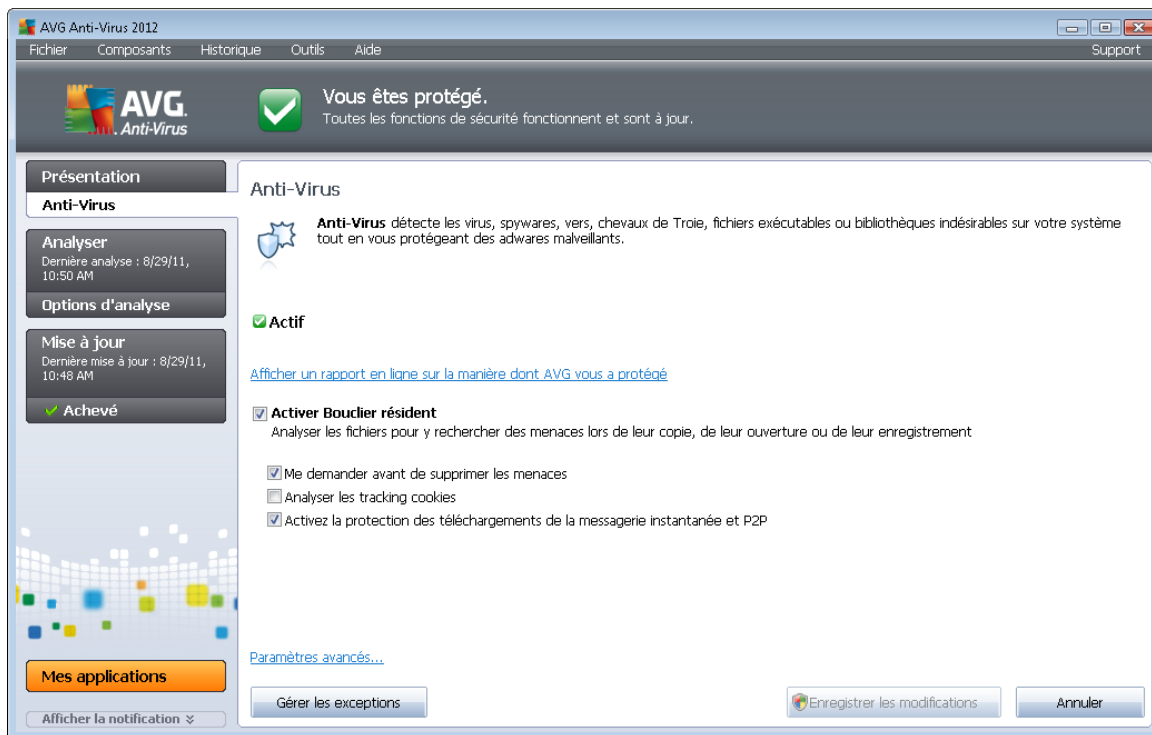 AVG Anti-Virus 2012
Fichier Composants Historique Outils Aide Support
AVG.
Anti-Virus
Vous êtes protégé.
Toutes les fonctions de sécurité fonctionnent et sont à jour.
Présentation
Anti-Virus
Analyser
Dernière analyse : 8/29/11,
10:50 AM
Options d'analyse
Mise à jour
Dernière mise à jour : 8/29/11,
10:48 AM
Achevé
Mes applications
Afficher la notification
Anti-Virus
Anti-Virus détecte les virus, spywares, vers, chevaux de Troie, fichiers exécutables ou bibliothèques indésirables sur votre système
tout en vous protégeant des adwares malveillants.
Actif
Afficher un rapport en ligne sur la manière dont AVG vous a protégé
Activer Bouclier résident
Analyser les fichiers pour y rechercher des menaces lors de leur copie, de leur ouverture ou de leur enregistrement
Me demander avant de supprimer les menaces
Analyser les tracking cookies
Activez la protection des téléchargements de la messagerie instantanée et P2P
Paramètres avancés...
Gérer les exceptions
Enregistrer les modifications
Annuler